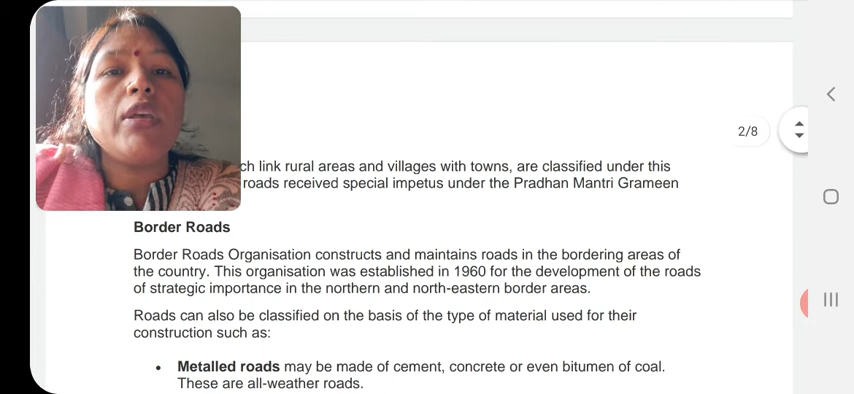 2/8
ch link rural areas and villages with towns, are classified under this
roads received special impetus under the Pradhan Mantri Grameen
Border Roads
Border Roads Organisation constructs and maintains roads in the bordering areas of
the country. This organisation was established in 1960 for the development of the roads
of strategic importance in the northern and north-eastern border areas.
Roads can also be classified on the basis of the type of material used for their
construction such as:
• Metalled roads may be made of cement, concrete or even bitumen of coal.
These are all-weather roads.